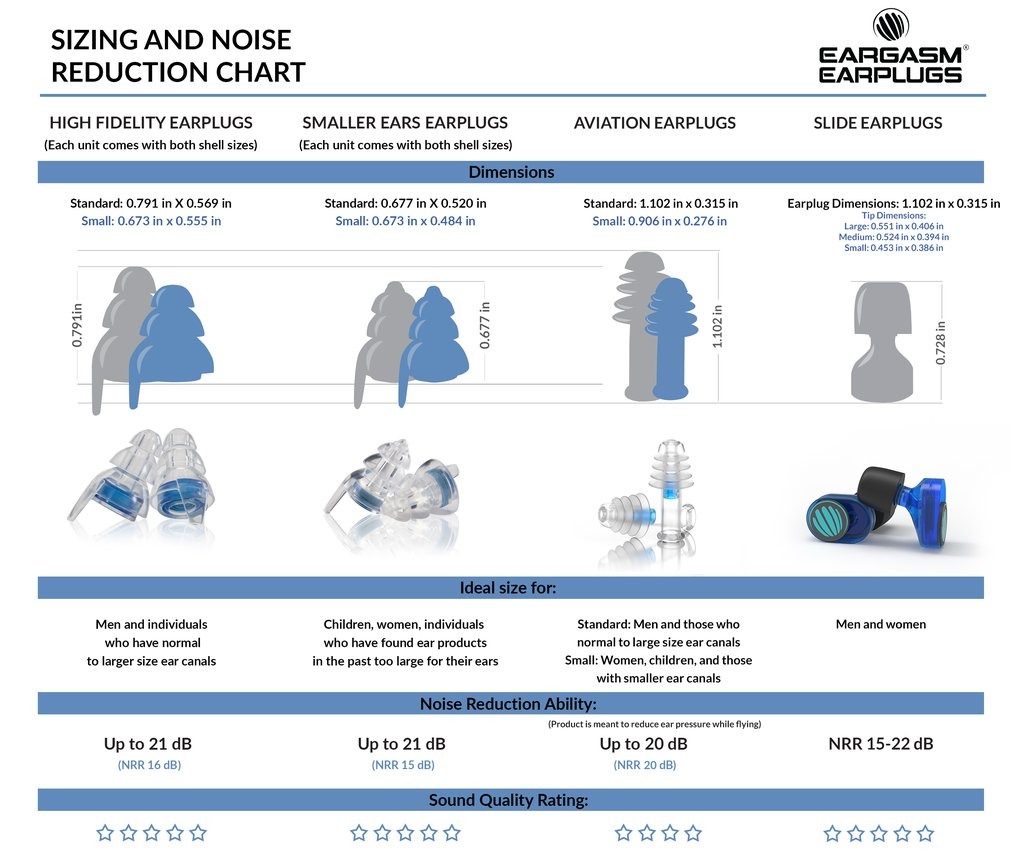 SIZING AND NOISE
REDUCTION CHART
EARGASM®
EARPLUGS
HIGH FIDELITY EARPLUGS
(Each unit comes with both shell sizes)
SMALLER EARS EARPLUGS
(Each unit comes with both shell sizes)
AVIATION EARPLUGS
SLIDE EARPLUGS
Dimensions
Standard: 0.791 in X 0.569 in
Small: 0.673 in x 0.555 in
Standard: 0.677 in X 0.520 in
Small: 0.673 in x 0.484 in
Standard: 1.102 in x 0.315 in
Small: 0.906 in x 0.276 in
Earplug Dimensions: 1.102 in x 0.315 in
Tip Dimensions:
Large: 0.551 in x 0.406 in
Medium: 0.524 in x 0.394 in
Small: 0.453 in x 0.386 in
0.791in
0.677 in
1.102 in
0.728 in
Ideal size for:
Men and individuals
who have normal
to larger size ear canals
Children, women, individuals
who have found ear products
in the past too large for their ears
Standard: Men and those who
normal to large size ear canals
Small: Women, children, and those
with smaller ear canals
Men and women
Noise Reduction Ability:
Up to 21 dB
(NRR 16 dB)
Up to 21 dB
(NRR 15 dB)
(Product is meant to reduce ear pressure while flying)
Up to 20 dB
(NRR 20 dB)
NRR 15-22 dB
Sound Quality Rating: